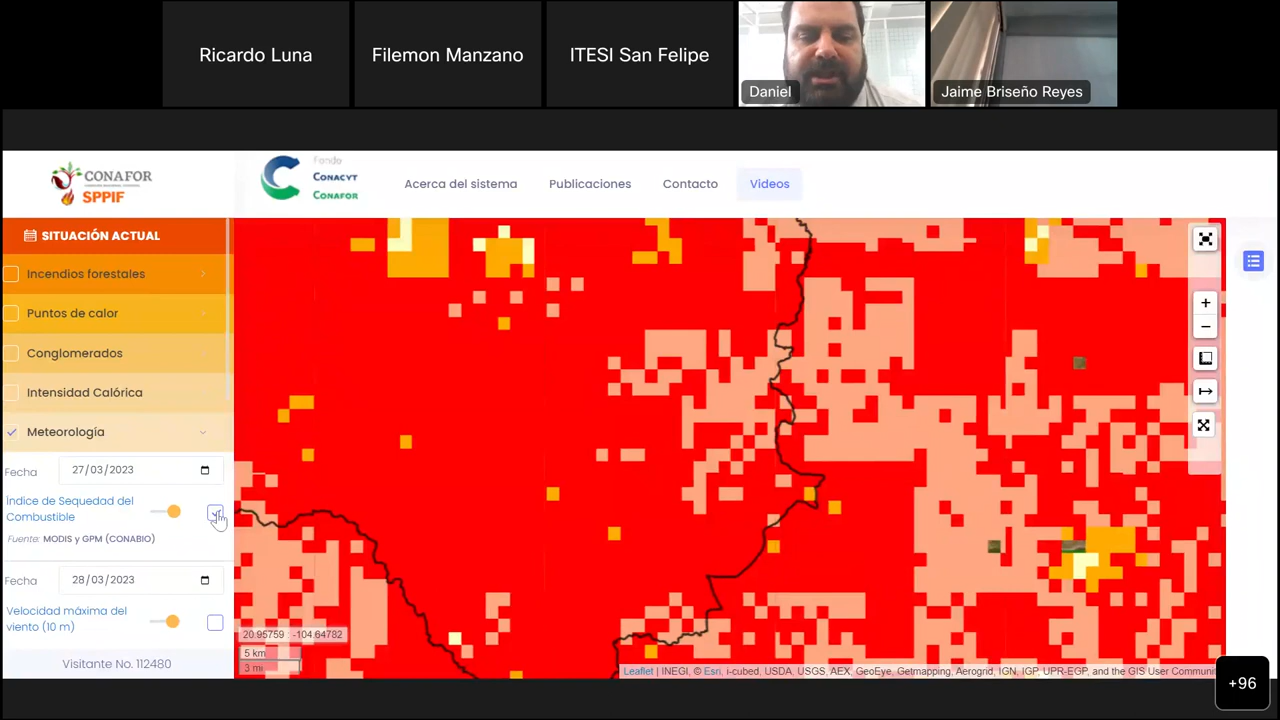 Ricardo Luna
Filemon Manzano
ITESI San Felipe
Daniel
Jaime Briseño Reyes
CONAFOR
SPPIF
Fondo
CONACYT
CONAFOR
Acerca del sistema
Publicaciones
Contacto
Videos
SITUACIÓN ACTUAL
Incendios forestales
Puntos de calor
Conglomerados
Intensidad Calórica
Meteorología
Fecha 27/03/2023
Índice de Sequedad del
Combustible
Fuente: MODIS y GPM (CONABIO)
Fecha 28/03/2023
Velocidad máxima del
viento (10 m)
Visitante No. 112480
20.95759 : -104.64782
5 km
3 mi
Leaflet | INEGI, © Esri, i-cubed, USDA, USGS, AEX, GeoEye, Getmapping, Aerogrid, IGN, IGP, UPR-EGP, and the GIS User Communi
+96